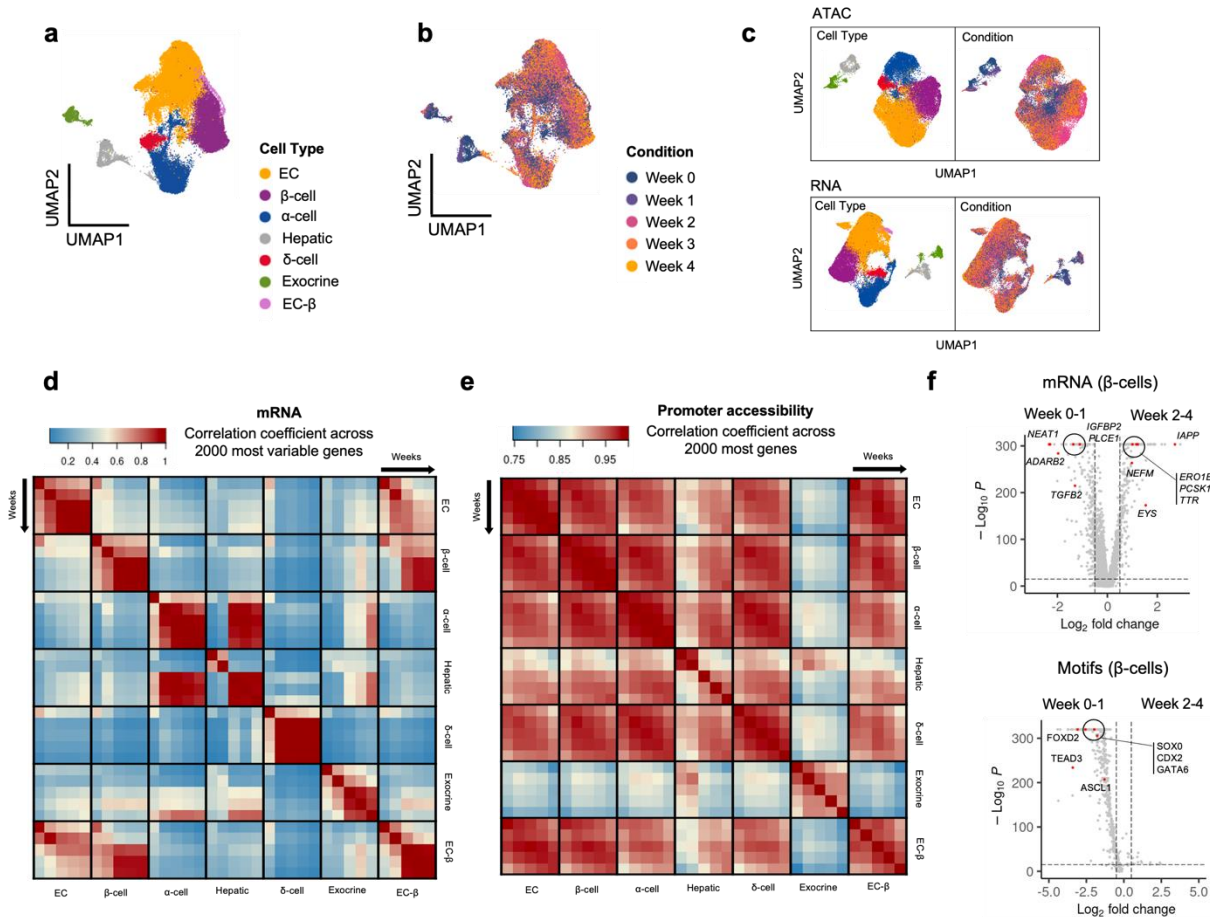 a
UMAP2
UMAP1
Cell Type
EC
β-cell
α-cell
Hepatic
δ-cell
Exocrine
EC-β
b
UMAP2
UMAP1
Condition
Week 0
Week 1
Week 2
Week 3
Week 4
c
ATAC
Cell Type
Condition
UMAP2
UMAP1
RNA
Cell Type
Condition
UMAP2
UMAP1
d
mRNA
Correlation coefficient across
2000 most variable genes
0.2 0.4 0.6 0.8 1
Weeks
Weeks
EC
β-cell
α-cell
Hepatic
δ-cell
Exocrine
EC-β
EC β-cell α-cell Hepatic δ-cell Exocrine EC-β
e
Promoter accessibility
Correlation coefficient across
2000 most variable genes
0.75 0.85 0.95
Weeks
Weeks
EC
β-cell
α-cell
Hepatic
δ-cell
Exocrine
EC-β
EC β-cell α-cell Hepatic δ-cell Exocrine EC-β
f
mRNA (β-cells)
Week 0-1 Week 2-4
IGFBP2
NEAT1 PLCE1 IAPP
ADARB2
NEFM
TGFB2
EYS
ERO1B
PCSK1
TTR
– Log10 P
300
200
100
0
-2 0 2
Log2 fold change
Motifs (β-cells)
Week 0-1 Week 2-4
FOXD2
TEAD3
ASCL1
SOX0
CDX2
GATA6
– Log10 P
300
200
100
0
-5.0 -2.5 0.0 2.5 5.0
Log2 fold change